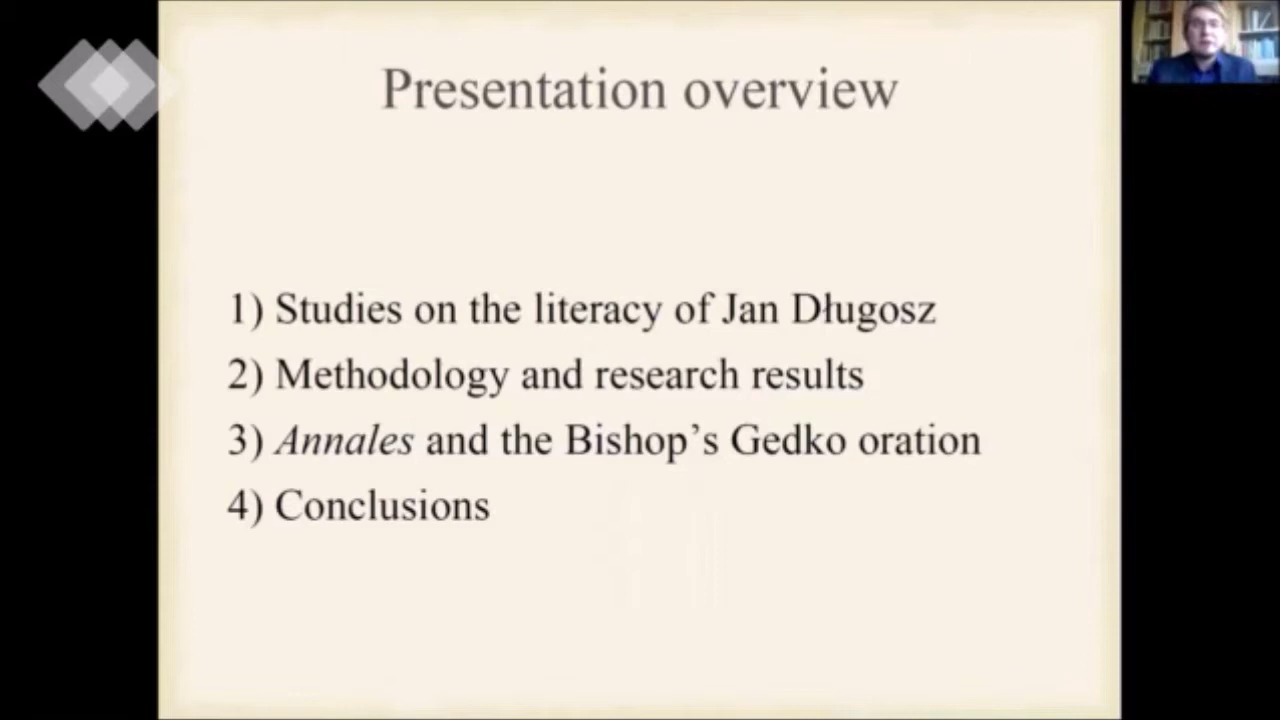 Presentation overview
1) Studies on the literacy of Jan Długosz
2) Methodology and research results
3) Annales and the Bishop’s Gedko oration
4) Conclusions